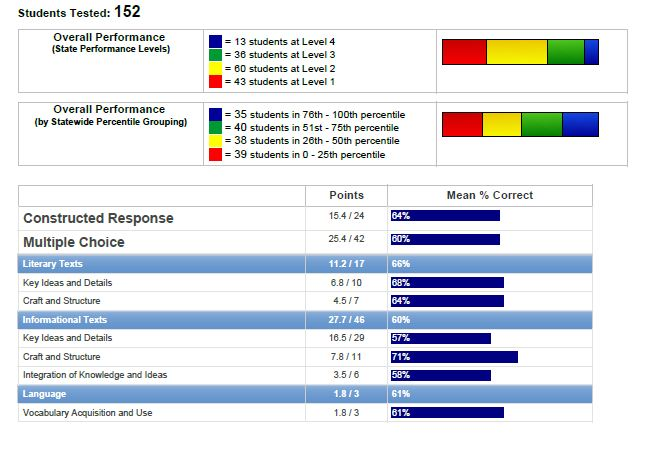 Students Tested: 152
Overall Performance
(State Performance Levels)
= 13 students at Level 4
= 36 students at Level 3
= 60 students at Level 2
= 43 students at Level 1
Overall Performance
(by Statewide Percentile Grouping)
= 35 students in 76th - 100th percentile
= 40 students in 51st - 75th percentile
= 38 students in 26th - 50th percentile
= 39 students in 0 - 25th percentile
Points Mean % Correct
Constructed Response 15.4 / 24 64%
Multiple Choice 25.4 / 42 60%
Literary Texts 11.2 / 17 66%
Key Ideas and Details 6.8 / 10 68%
Craft and Structure 4.5 / 7 64%
Informational Texts 27.7 / 46 60%
Key Ideas and Details 16.5 / 29 57%
Craft and Structure 7.8 / 11 71%
Integration of Knowledge and Ideas 3.5 / 6 58%
Language 1.8 / 3 61%
Vocabulary Acquisition and Use 1.8 / 3 61%